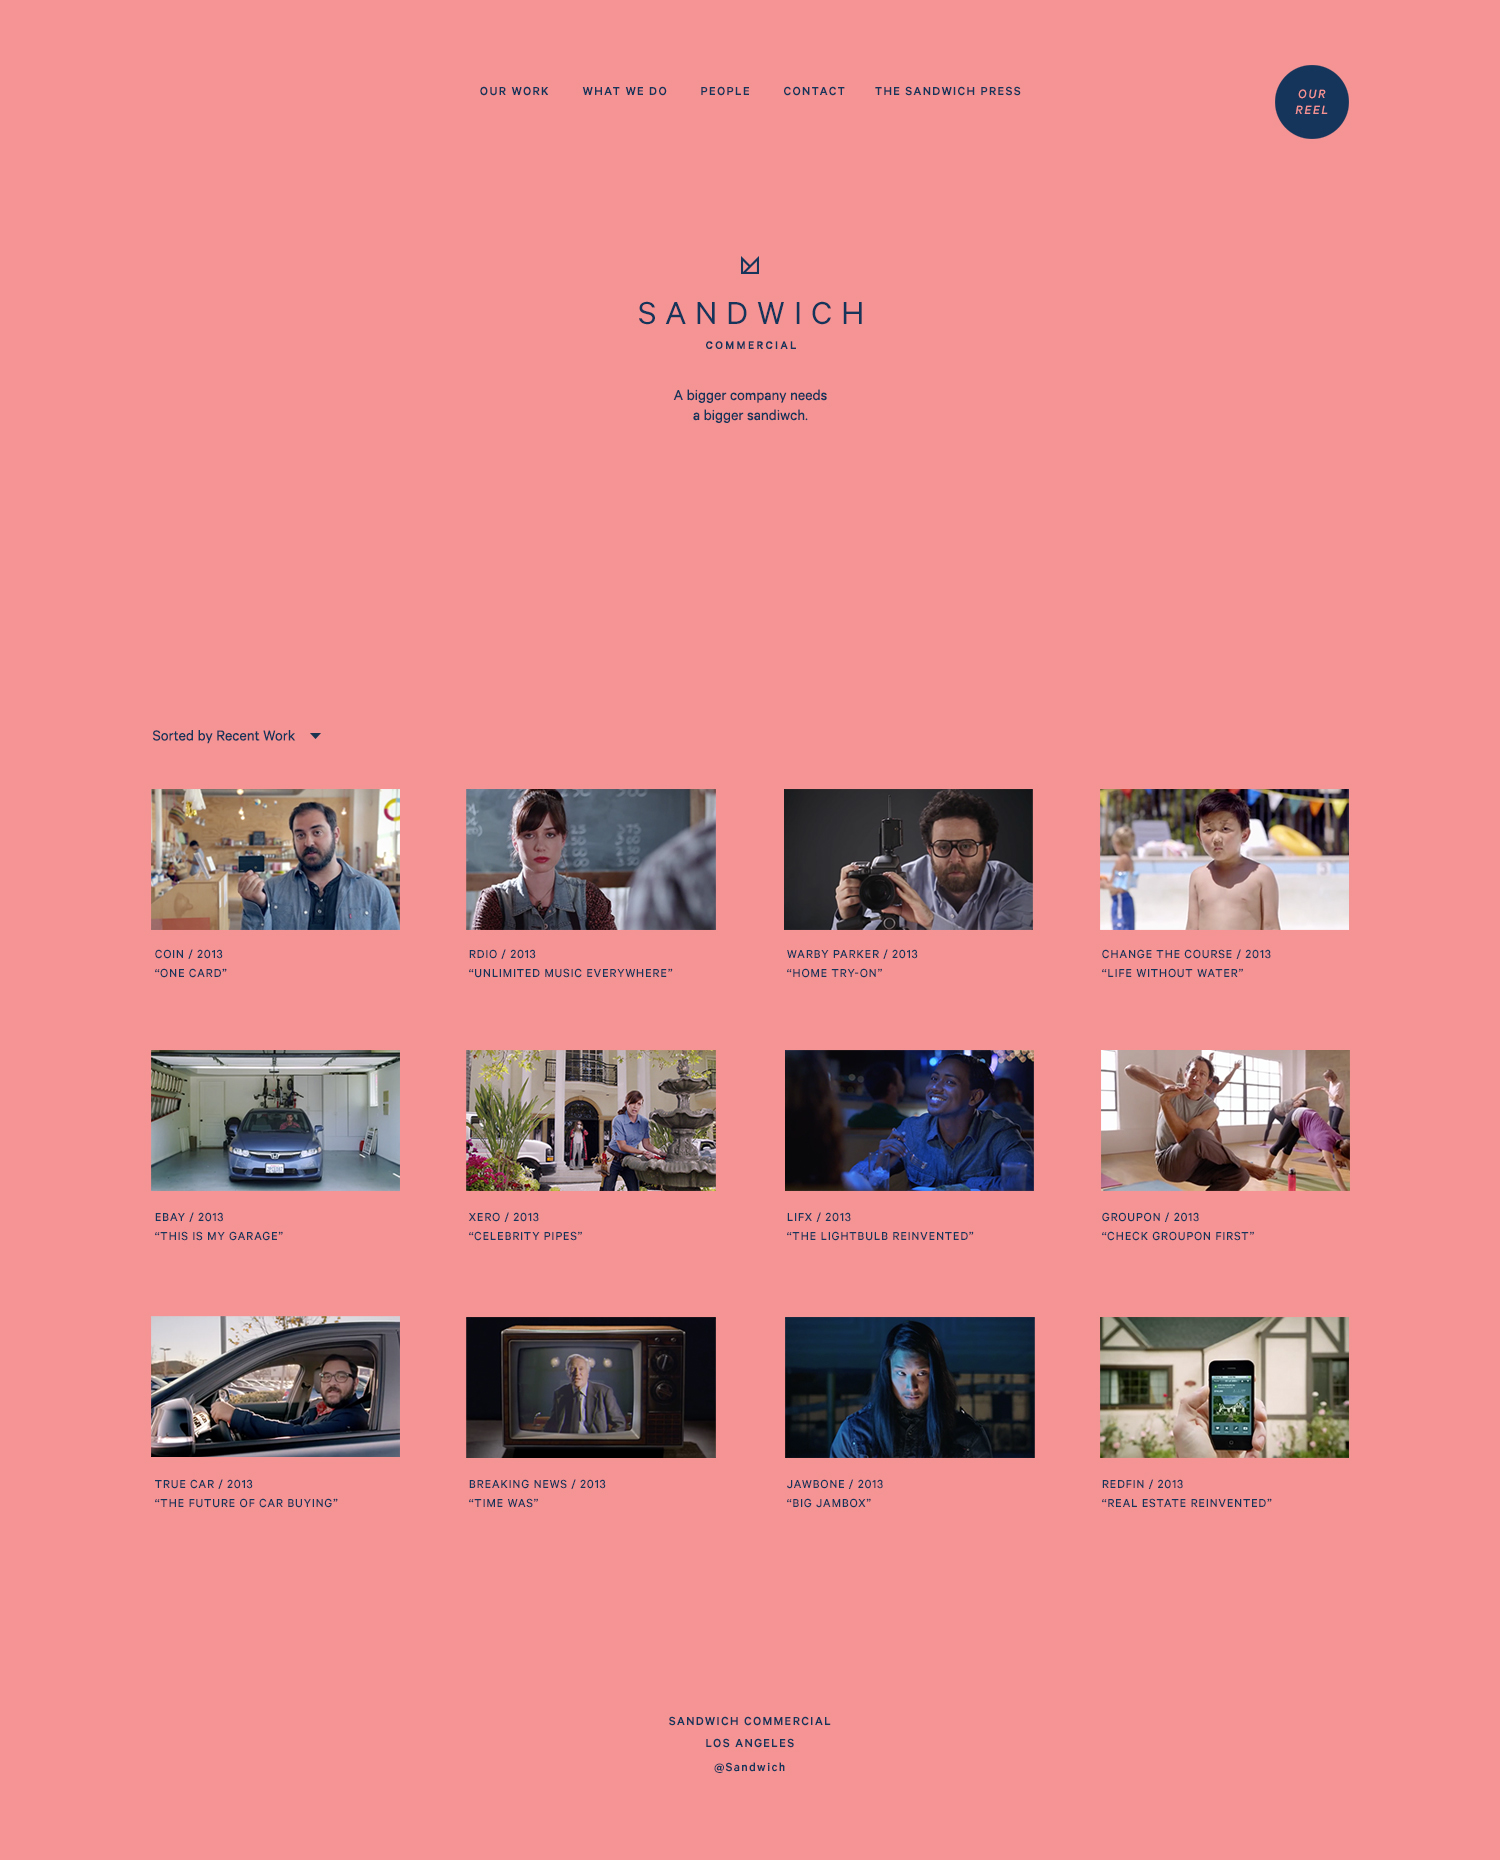 OUR WORK WHAT WE DO PEOPLE CONTACT THE SANDWICH PRESS
OUR
REEL
SANDWICH
COMMERCIAL
A bigger company needs
a bigger sandiwch.
Sorted by Recent Work
COIN / 2013
“ONE CARD”
RDIO / 2013
“UNLIMITED MUSIC EVERYWHERE”
WARBY PARKER / 2013
“HOME TRY-ON”
CHANGE THE COURSE / 2013
“LIFE WITHOUT WATER”
EBAY / 2013
“THIS IS MY GARAGE”
XERO / 2013
“CELEBRITY PIPES”
LIFX / 2013
“THE LIGHTBULB REINVENTED”
GROUPON / 2013
“CHECK GROUPON FIRST”
TRUE CAR / 2013
“THE FUTURE OF CAR BUYING”
BREAKING NEWS / 2013
“TIME WAS”
JAWBONE / 2013
“BIG JAMBOX”
REDFIN / 2013
“REAL ESTATE REINVENTED”
SANDWICH COMMERCIAL
LOS ANGELES
@Sandwich